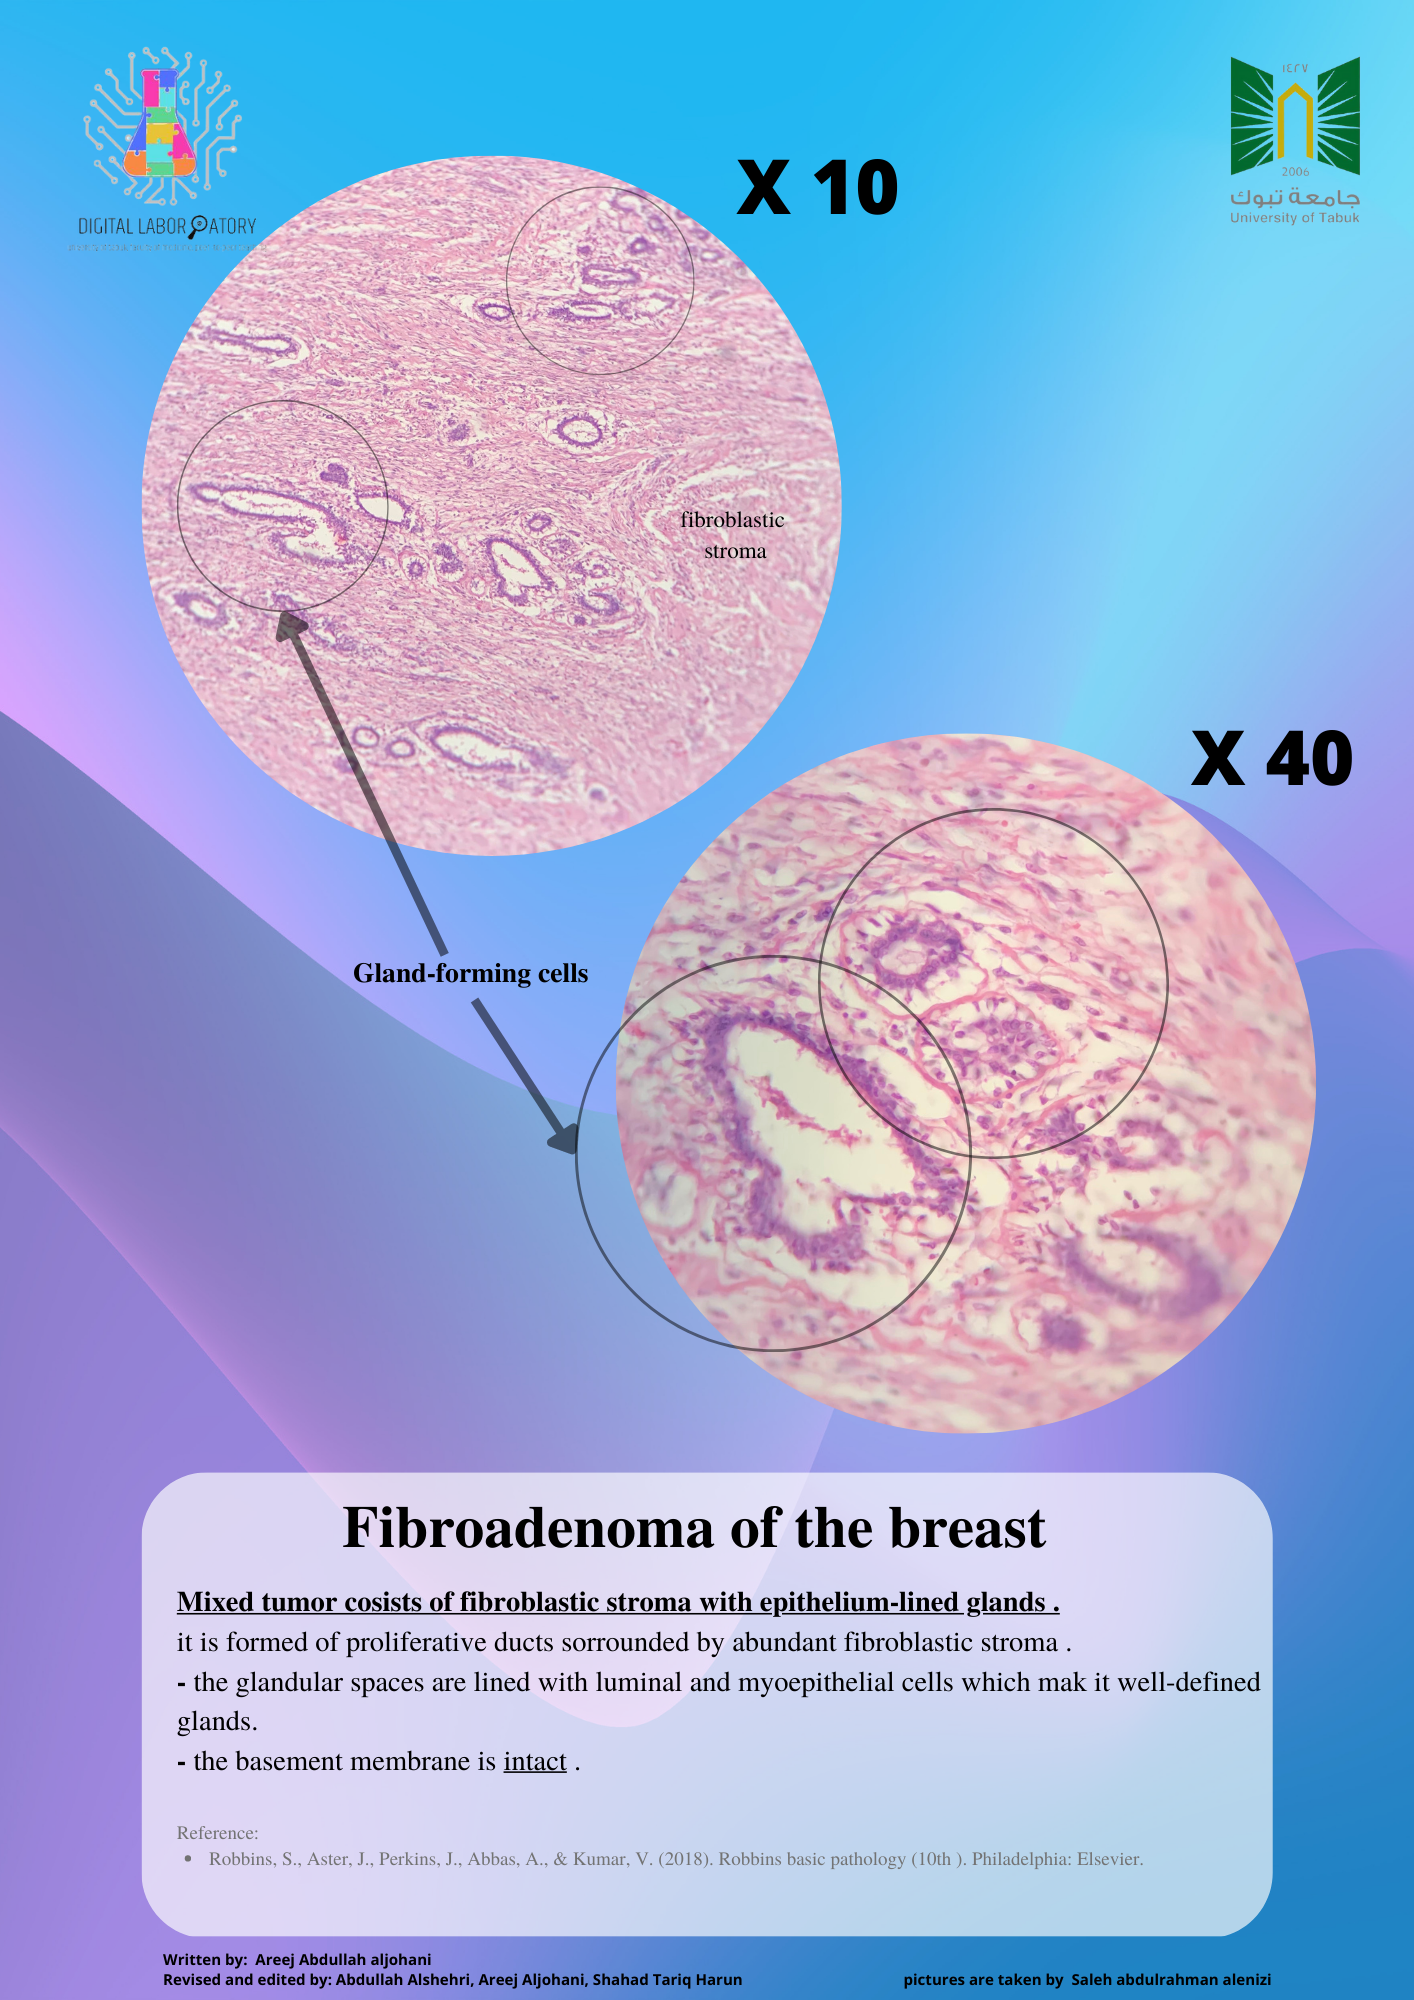 DIGITAL LABORATORY
X 10
١٤٢٧
2006
جامعة تبوك
University of Tabuk
fibroblastic
stroma
X 40
Gland-forming cells
Fibroadenoma of the breast
Mixed tumor cosists of fibroblastic stroma with epithelium-lined glands .
it is formed of proliferative ducts sorrounded by abundant fibroblastic stroma .
- the glandular spaces are lined with luminal and myoepithelial cells which mak it well-defined
glands.
- the basement membrane is intact .
Reference:
• Robbins, S., Aster, J., Perkins, J., Abbas, A., & Kumar, V. (2018). Robbins basic pathology (10th ). Philadelphia: Elsevier.
Written by: Areej Abdullah aljohani
Revised and edited by: Abdullah Alshehri, Areej Aljohani, Shahad Tariq Harun
pictures are taken by Saleh abdulrahman alenizi